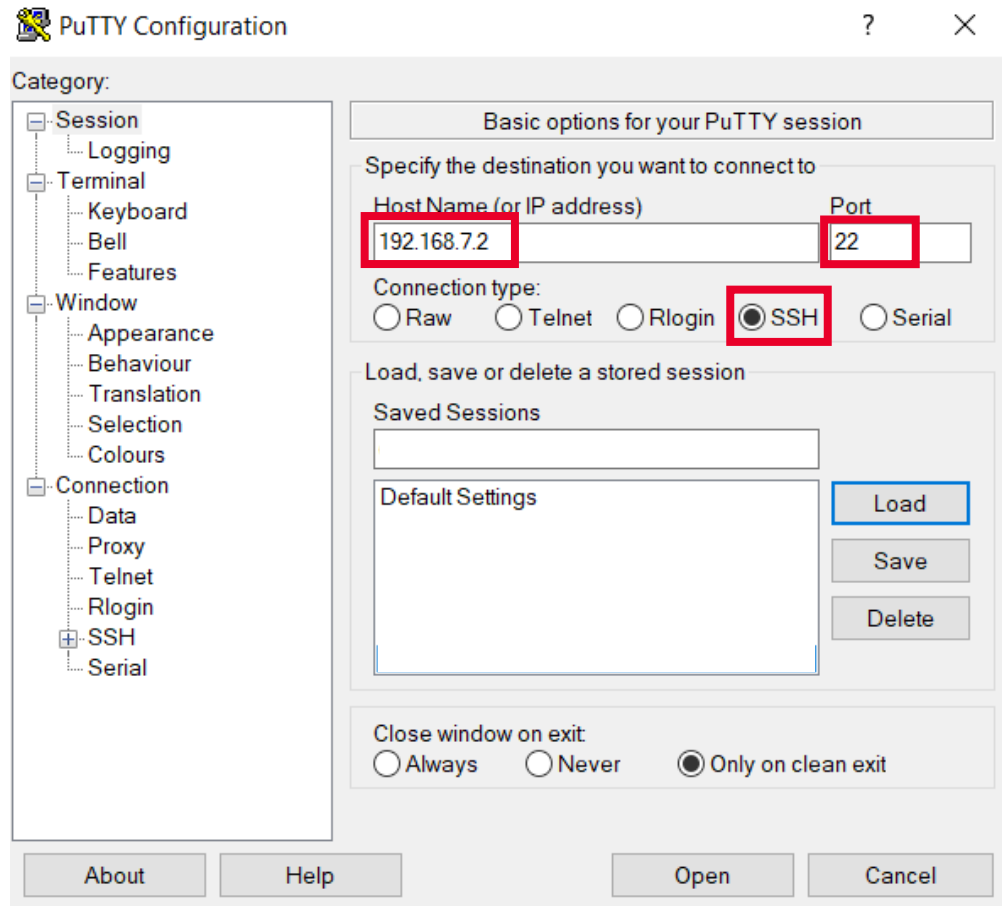 PuTTY Configuration ? ×
Category:
Session
Logging
Terminal
Keyboard
Bell
Features
Window
Appearance
Behaviour
Translation
Selection
Colours
Connection
Data
Proxy
Telnet
Rlogin
SSH
Serial
Basic options for your PuTTY session
Specify the destination you want to connect to
Host Name (or IP address) Port
192.168.7.2 22
Connection type:
Raw Telnet Rlogin SSH Serial
Load, save or delete a stored session
Saved Sessions
Default Settings
Load
Save
Delete
Close window on exit:
Always Never Only on clean exit
About Help Open Cancel